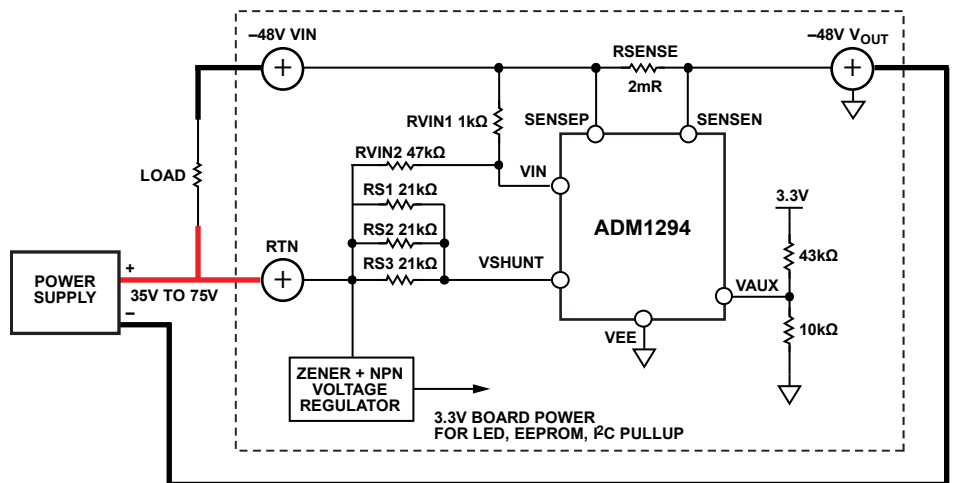 –48V VIN
RSENSE
2mR
–48V VOUT
RVIN1 1kΩ
SENSEP
SENSEN
RVIN2 47kΩ
VIN
LOAD
RS1 21kΩ
3.3V
ADM1294
RS2 21kΩ
RTN
RS3 21kΩ
VSHUNT
43kΩ
POWER
SUPPLY
+
–
35V TO 75V
VAUX
10kΩ
VEE
ZENER + NPN
VOLTAGE
REGULATOR
3.3V BOARD POWER
FOR LED, EEPROM, I2C PULLUP